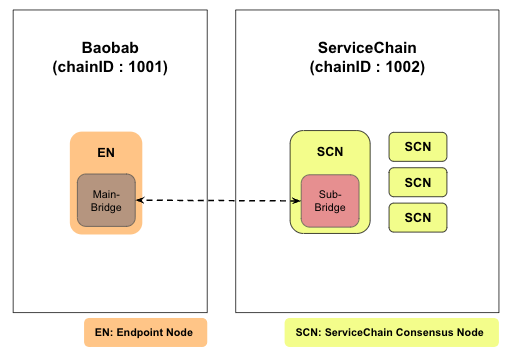 Baobab
(chainID : 1001)
EN
Main-
Bridge
EN: Endpoint Node
ServiceChain
(chainID : 1002)
SCN
Sub-
Bridge
SCN
SCN
SCN
SCN: ServiceChain Consensus Node